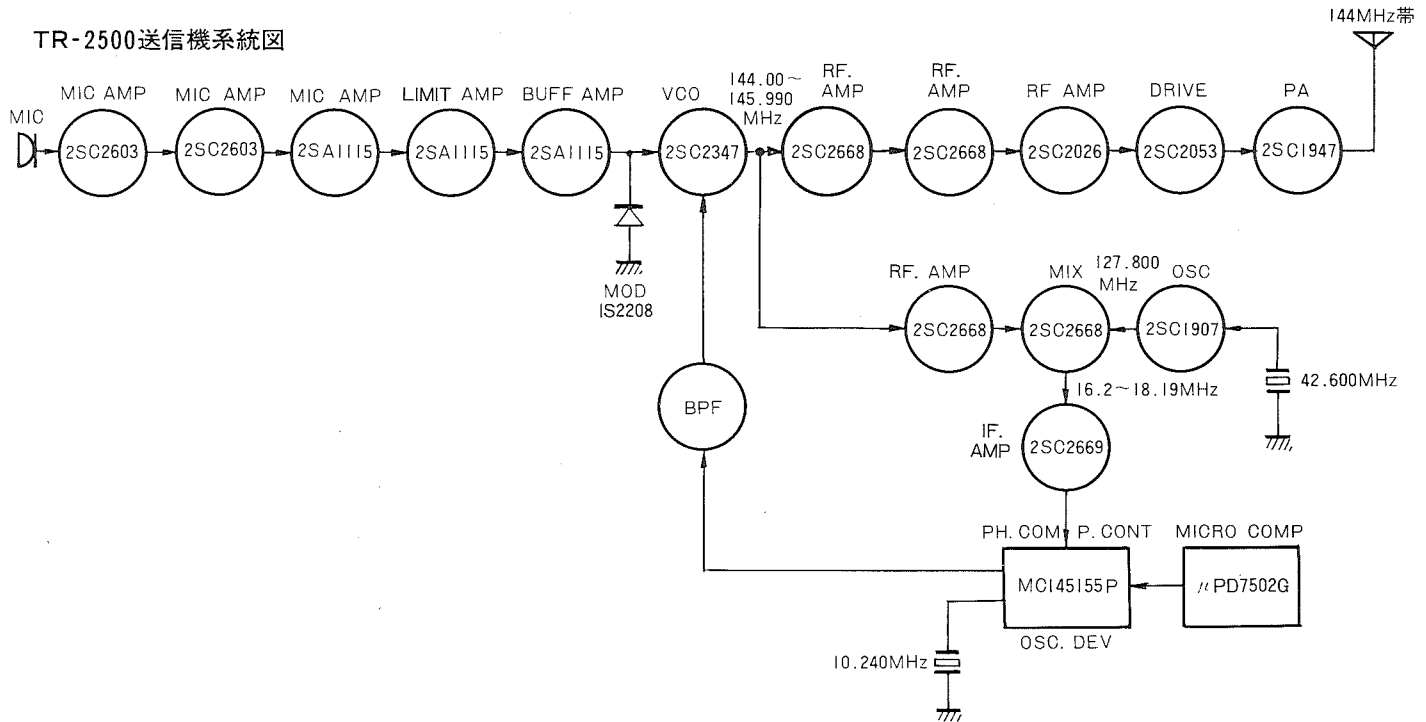 144MHz帯
TR-2500送信機系統図
MIC
MIC AMP
2SC2603
MIC AMP
2SC2603
MIC AMP
2SA1115
LIMIT AMP
2SA1115
BUFF AMP
2SA1115
VCO
2SC2347
144.00~
145.990
MHz
RF.
AMP
2SC2668
RF.
AMP
2SC2668
RF AMP
2SC2026
DRIVE
2SC2053
PA
2SC1947
MOD
IS2208
RF. AMP
2SC2668
MIX
2SC2668
127.800
MHz
OSC
2SC1907
42.600MHz
16.2~18.19MHz
BPF
IF.
AMP
2SC2669
PH. COM P. CONT
MC145155P
OSC. DEV
MICRO COMP
μPD7502G
10.240MHz